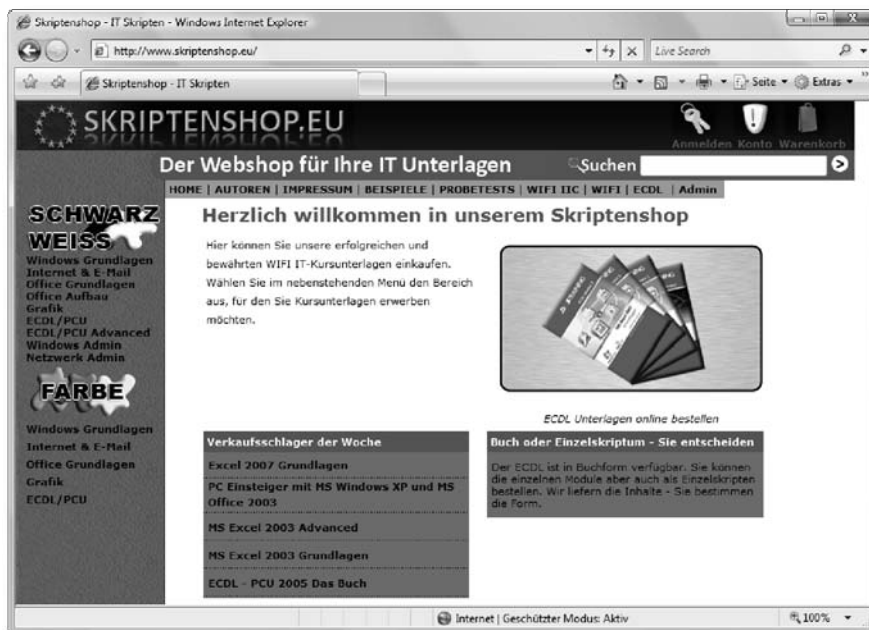 Skriptenshop - IT Skripten - Windows Internet Explorer
http://www.skriptenshop.eu/
Live Search
Skriptenshop - IT Skripten
Seite
Extras
SKRIPTENSHOP.EU
Anmelden Konto Warenkorb
Der Webshop für Ihre IT Unterlagen
Suchen
HOME | AUTOREN | IMPRESSUM | BEISPIELE | PROBETESTS | WIFI IIC | WIFI | ECDL | Admin
SCHWARZ
WEISS
Windows Grundlagen
Internet & E-Mail
Office Grundlagen
Office Aufbau
Grafik
ECDL/PCU
ECDL/PCU Advanced
Windows Admin
Netzwerk Admin
FARBE
Windows Grundlagen
Internet & E-Mail
Office Grundlagen
Grafik
ECDL/PCU
Herzlich willkommen in unserem Skriptenshop
Hier können Sie unsere erfolgreichen und
bewährten WIFI IT-Kursunterlagen einkaufen.
Wählen Sie im nebenstehenden Menü den Bereich
aus, für den Sie Kursunterlagen erwerben
möchten.
ECDL Unterlagen online bestellen
Verkaufsschlager der Woche
Excel 2007 Grundlagen
PC Einsteiger mit MS Windows XP und MS
Office 2003
MS Excel 2003 Advanced
MS Excel 2003 Grundlagen
ECDL - PCU 2005 Das Buch
Buch oder Einzelskriptum - Sie entscheiden
Der ECDL ist in Buchform verfügbar. Sie können
die einzelnen Module aber auch als Einzelskripten
bestellen. Wir liefern die Inhalte - Sie bestimmen
die Form.
Internet | Geschützter Modus: Aktiv
100%